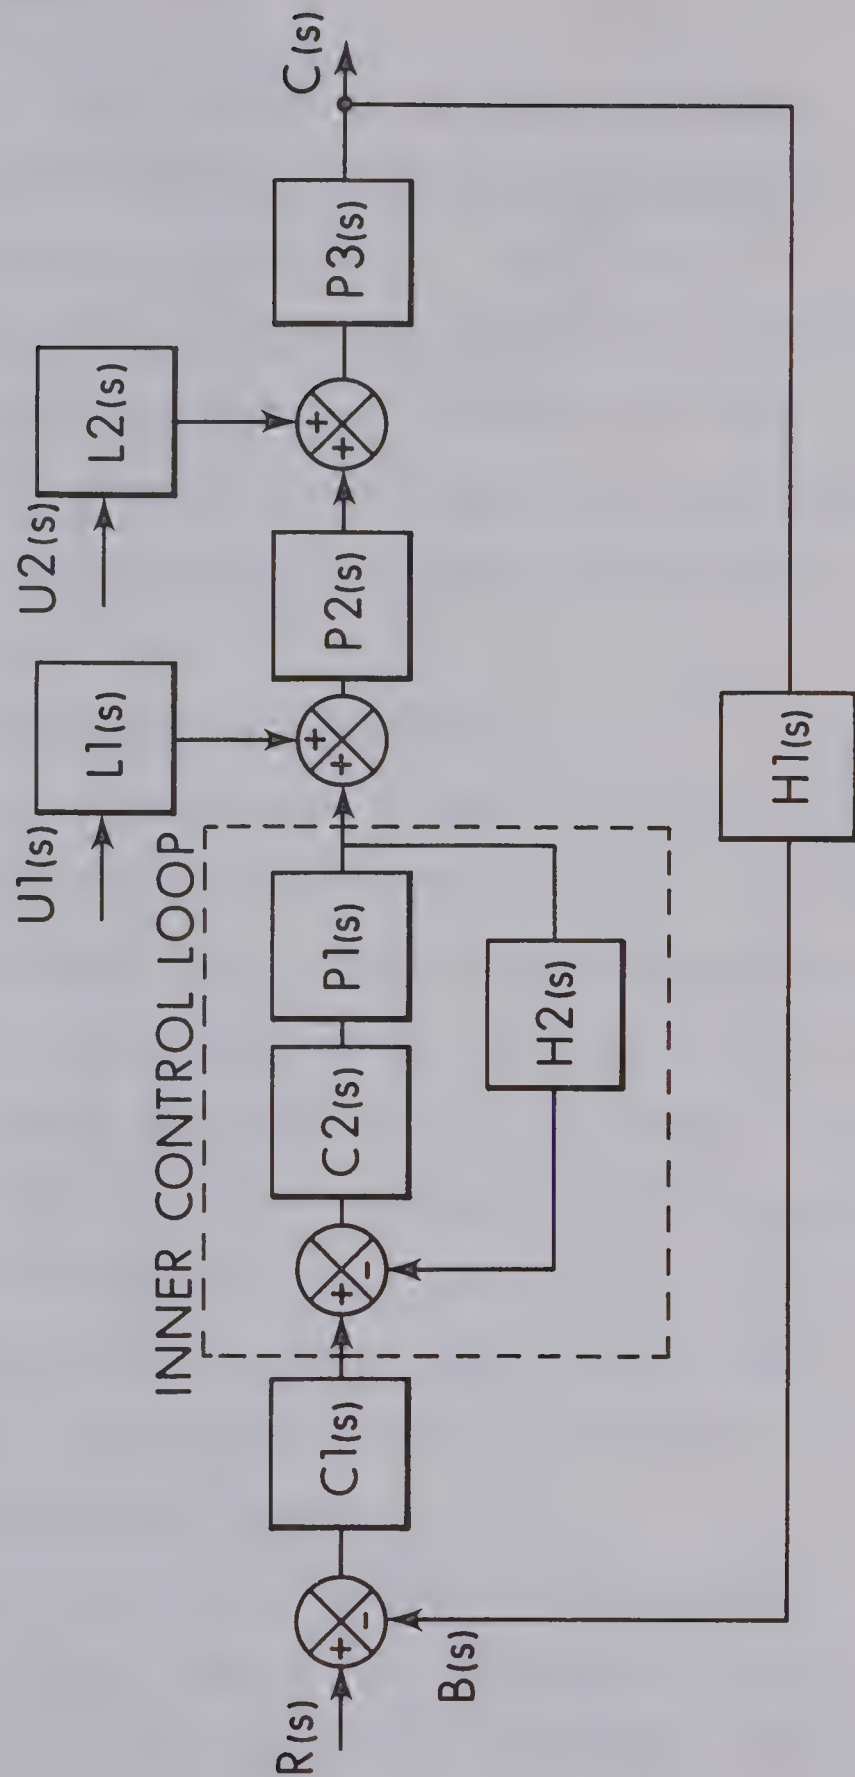 U1(s)
U2(s)
L1(s)
L2(s)
INNER CONTROL LOOP
R(s)
+
-
C1(s)
+
-
C2(s)
P1(s)
+
+
P2(s)
+
+
P3(s)
C(s)
B(s)
H2(s)
H1(s)